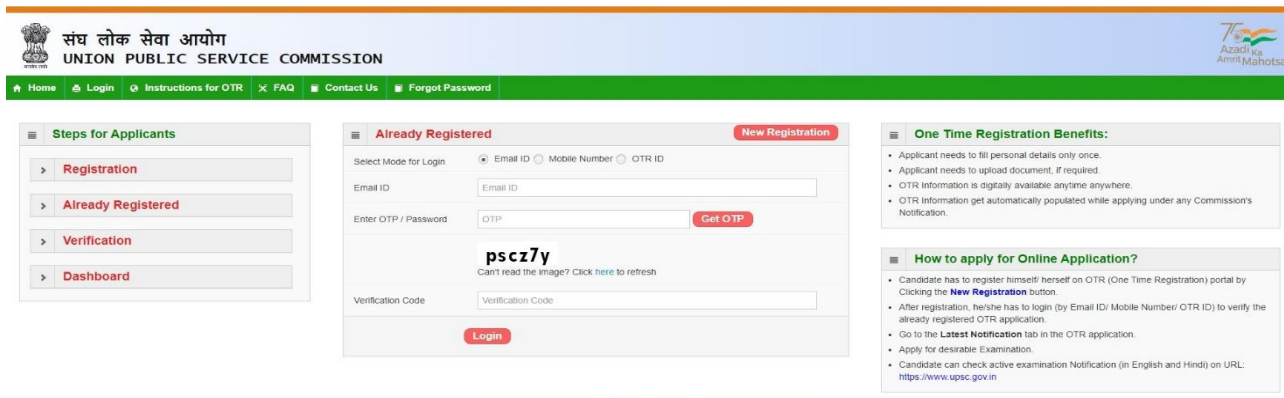 संघ लोक सेवा आयोग
UNION PUBLIC SERVICE COMMISSION
Azadi Ka
Amrit Mahotsa
Home Login Instructions for OTR FAQ Contact Us Forgot Password
Steps for Applicants
Registration
Already Registered
Verification
Dashboard
Already Registered New Registration
Select Mode for Login Email ID Mobile Number OTR ID
Email ID Email ID
Enter OTP / Password OTP Get OTP
pscz7y
Can't read the image? Click here to refresh
Verification Code Verification Code
Login
One Time Registration Benefits:
• Applicant needs to fill personal details only once.
• Applicant needs to upload document, if required.
• OTR Information is digitally available anytime anywhere.
• OTR Information get automatically populated while applying under any Commission's
Notification.
How to apply for Online Application?
• Candidate has to register himself/ herself on OTR (One Time Registration) portal by
Clicking the New Registration button.
• After registration, he/she has to login (by Email ID/ Mobile Number/ OTR ID) to verify the
already registered OTR application.
• Go to the Latest Notification tab in the OTR application.
• Apply for desirable Examination.
• Candidate can check active examination Notification (in English and Hindi) on URL:
https://www.upsc.gov.in